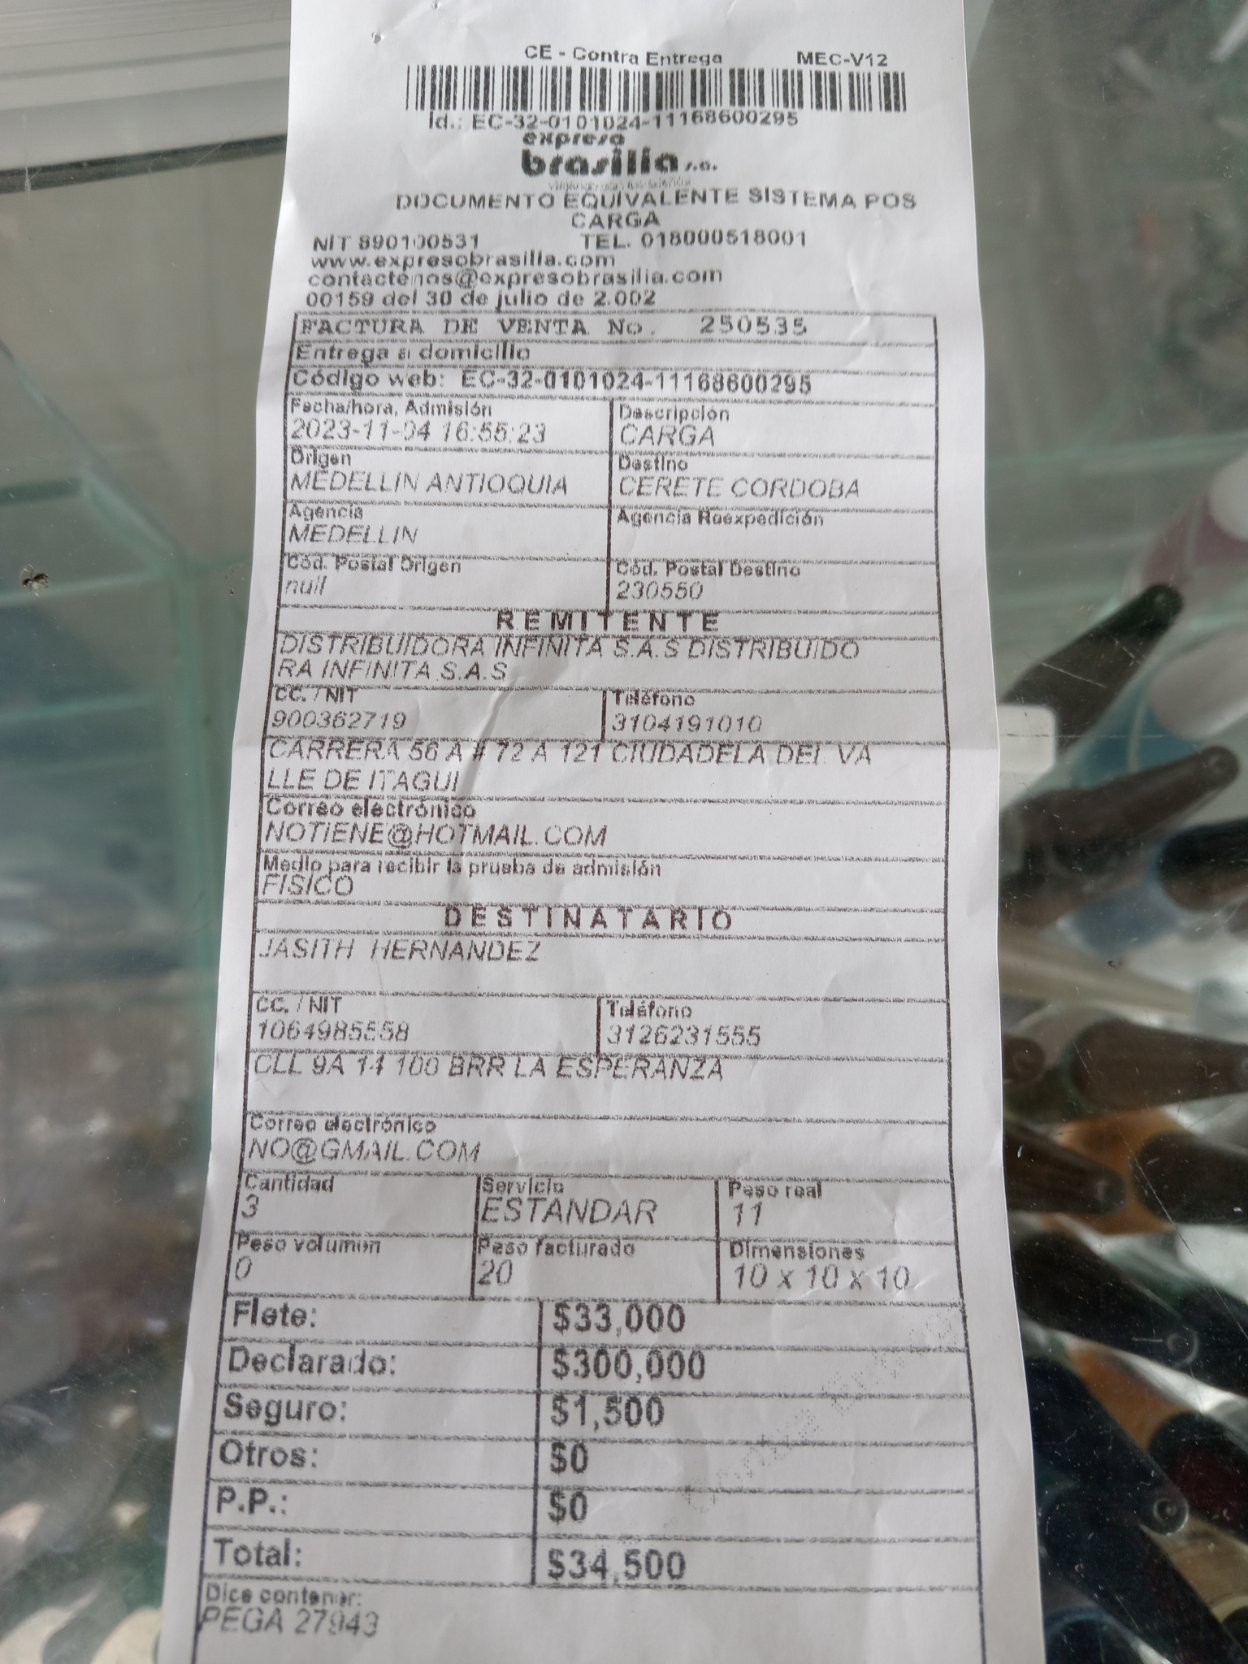 CE - Contra Entrega MEC-V12
Id.: EC-32-0101024-11168600295
expreso
brasilia s.a.
DOCUMENTO EQUIVALENTE SISTEMA POS
CARGA
NIT 890100531 TEL. 018000518001
www.expresobrasilia.com
contactenos@expresobrasilia.com
00159 del 30 de julio de 2.002
FACTURA DE VENTA No. 250535
Entrega a domicilio
Código web: EC-32-0101024-11168600295
Fecha/hora, Admisión Descripción
2023-11-04 16:55:23 CARGA
Origen Destino
MEDELLIN ANTIOQUIA CERETE CORDOBA
Agencia Agencia Reexpedición
MEDELLIN
Cód. Postal Origen Cód. Postal Destino
null 230550
REMITENTE
DISTRIBUIDORA INFINITA S.A.S DISTRIBUIDO
RA INFINITA S.A.S
CC. / NIT Teléfono
900362719 3104191010
CARRERA 56 A # 72 A 121 CIUDADELA DEL VA
LLE DE ITAGUI
Correo electrónico
NOTIENE@HOTMAIL.COM
Medio para recibir la prueba de admisión
FISICO
DESTINATARIO
JASITH HERNANDEZ
CC. / NIT Teléfono
1064985558 3126231555
CLL 9A 14 100 BRR LA ESPERANZA
Correo electrónico
NO@GMAIL.COM
Cantidad Servicio Peso real
3 ESTANDAR 11
Peso volumen Peso facturado Dimensiones
0 20 10 x 10 x 10
Flete: $33,000
Declarado: $300,000
Seguro: $1,500
Otros: $0
P.P.: $0
Total: $34,500
Dice contener:
PEGA 27943